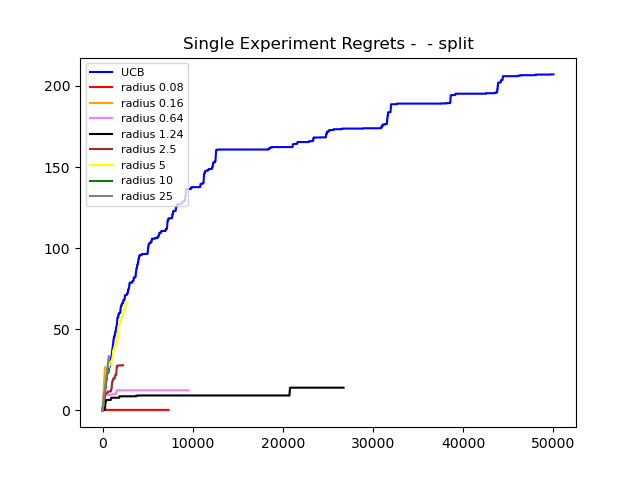 Single Experiment Regrets -  - split
UCB
radius 0.08
radius 0.16
radius 0.64
radius 1.24
radius 2.5
radius 5
radius 10
radius 25
200
150
100
50
0
0 10000 20000 30000 40000 50000